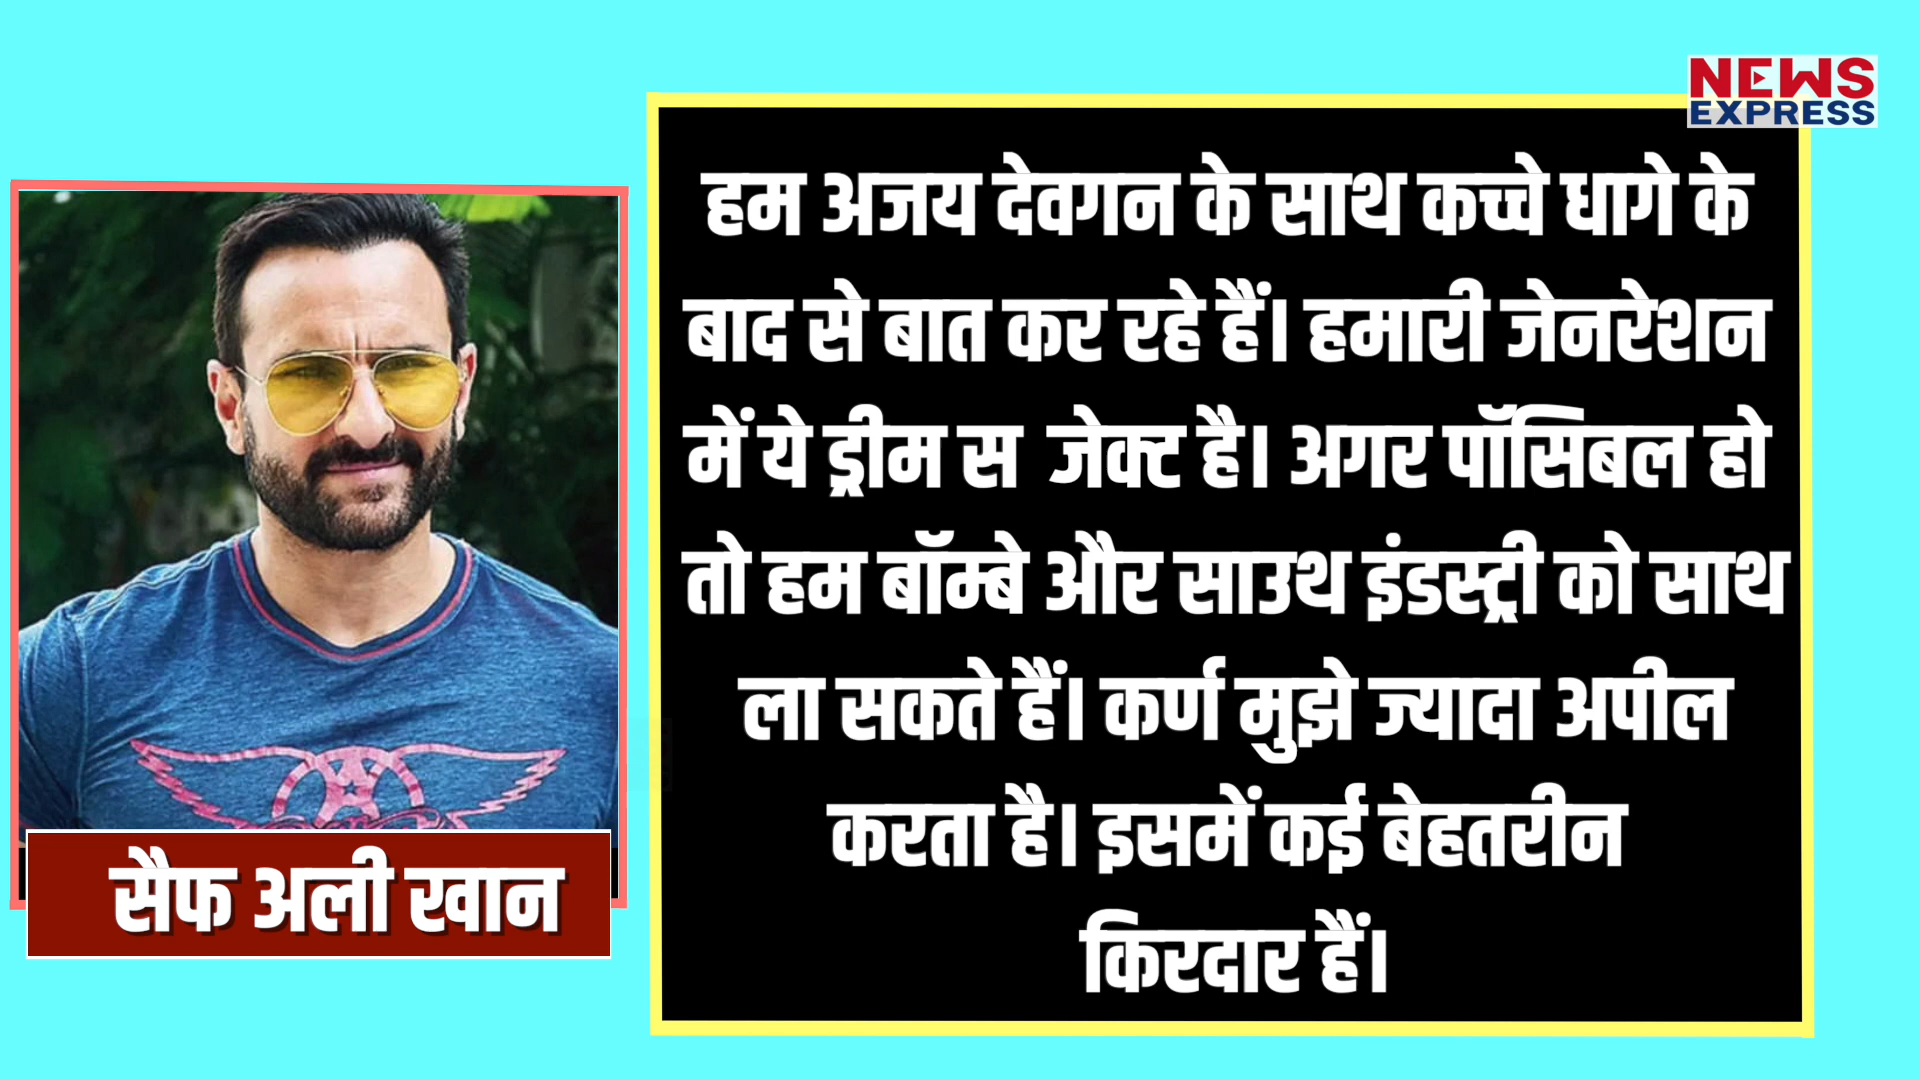 NEWS
EXPRESS
हम अजय देवगन के साथ कच्चे धागे के
बाद से बात कर रहे हैं। हमारी जेनरेशन
में ये ड्रीम स जेक्ट है। अगर पॉसिबल हो
तो हम बॉम्बे और साउथ इंडस्ट्री को साथ
ला सकते हैं। कर्ण मुझे ज्यादा अपील
करता है। इसमें कई बेहतरीन
किरदार हैं।
सैफ अली खान